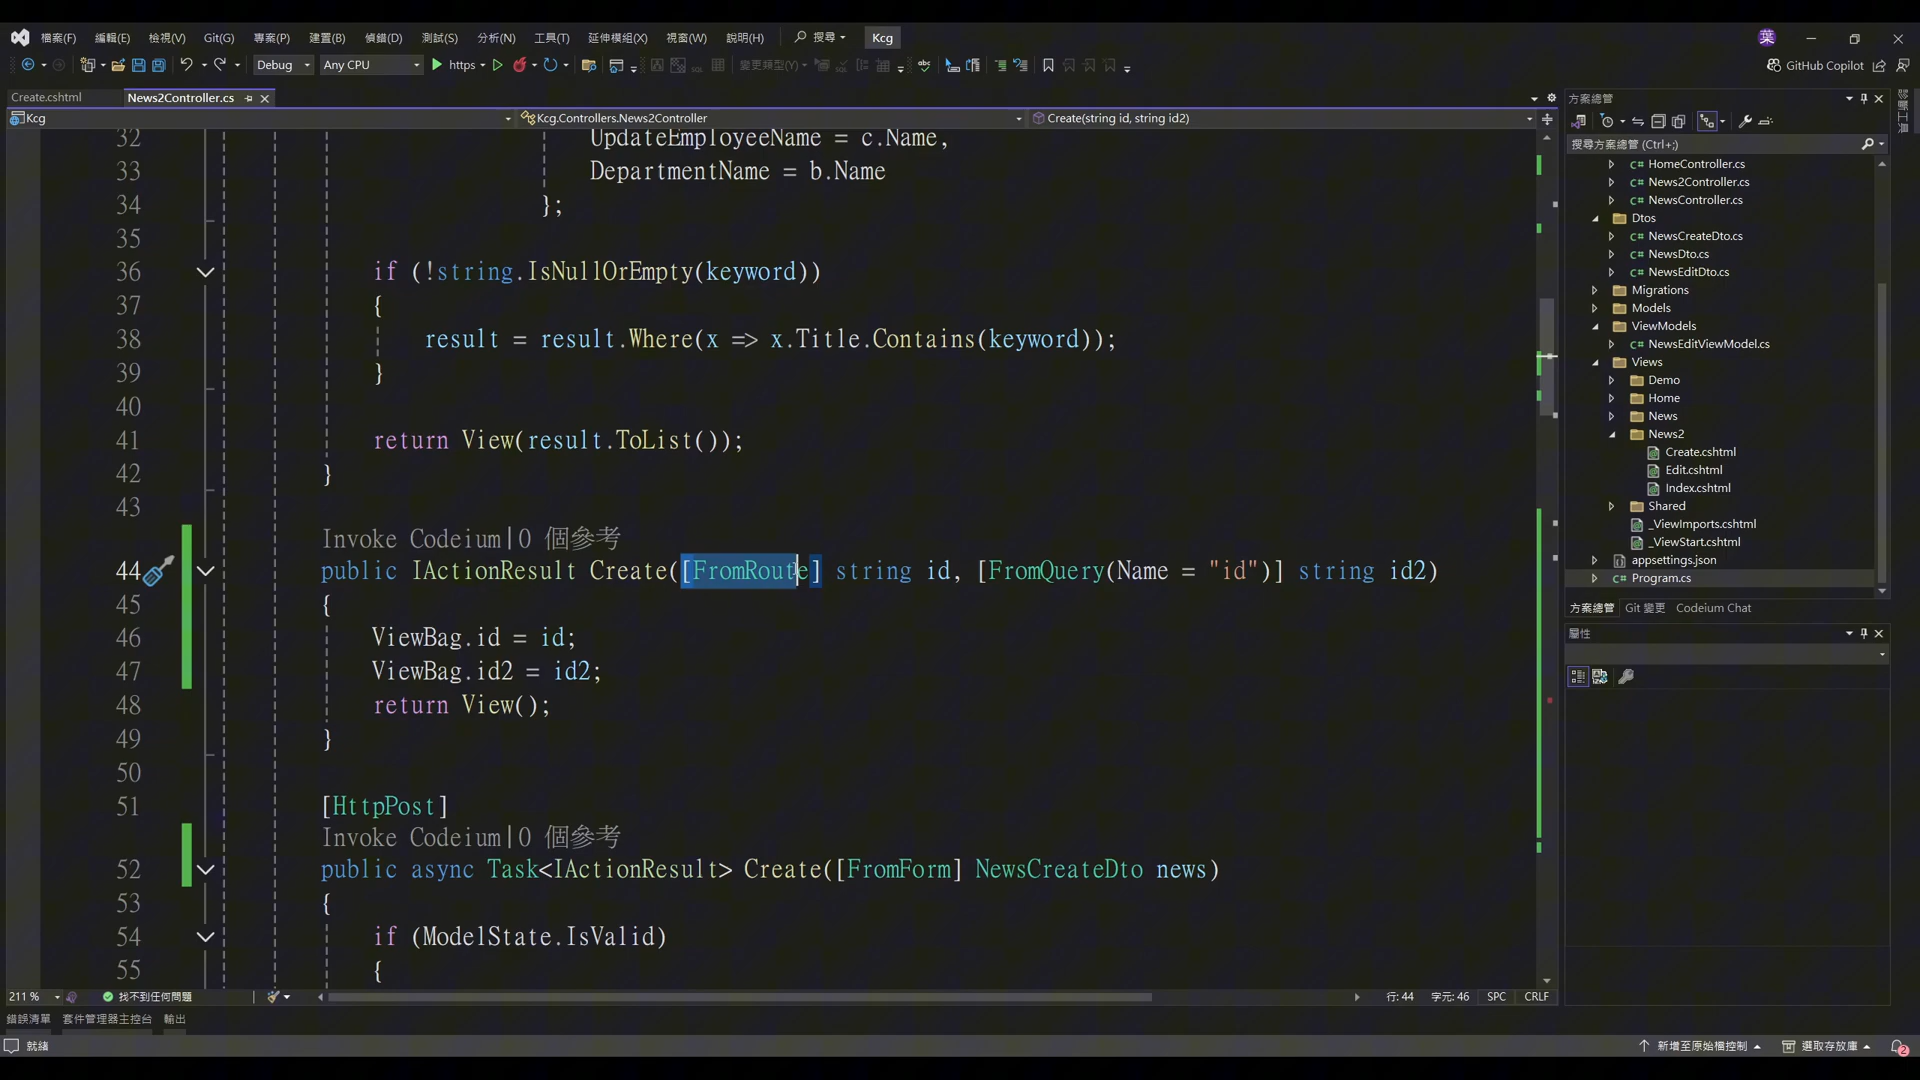 檔案(F) 編輯(E) 檢視(V) Git(G) 專案(P) 建置(B) 偵錯(D) 測試(S) 分析(N) 工具(T) 延伸模組(X) 視窗(W) 說明(H) 搜尋 Kcg 葉
Debug Any CPU https 變更類型(Y) GitHub Copilot
Create.cshtml News2Controller.cs
Kcg Kcg.Controllers.News2Controller Create(string id, string id2)
32 UpdateEmployeeName = c.Name,
33 DepartmentName = b.Name
34 };
35
36 if (!string.IsNullOrEmpty(keyword))
37 {
38 result = result.Where(x => x.Title.Contains(keyword));
39 }
40
41 return View(result.ToList());
42 }
43
Invoke Codeium|0 個參考
44 public IActionResult Create([FromRoute] string id, [FromQuery(Name = "id")] string id2)
45 {
46 ViewBag.id = id;
47 ViewBag.id2 = id2;
48 return View();
49 }
50
51 [HttpPost]
Invoke Codeium|0 個參考
52 public async Task<IActionResult> Create([FromForm] NewsCreateDto news)
53 {
54 if (ModelState.IsValid)
55 {
211 % 找不到任何問題 行: 44 字元: 46 SPC CRLF
錯誤清單 套件管理器主控台 輸出
就緒 新增至原始檔控制 選取存放庫 2
方案總管
搜尋方案總管 (Ctrl+;)
C# HomeController.cs
C# News2Controller.cs
C# NewsController.cs
Dtos
C# NewsCreateDto.cs
C# NewsDto.cs
C# NewsEditDto.cs
Migrations
Models
ViewModels
C# NewsEditViewModel.cs
Views
Demo
Home
News
News2
Create.cshtml
Edit.cshtml
Index.cshtml
Shared
_ViewImports.cshtml
_ViewStart.cshtml
appsettings.json
C# Program.cs
方案總管 Git 變更 Codeium Chat
屬性
診斷工具